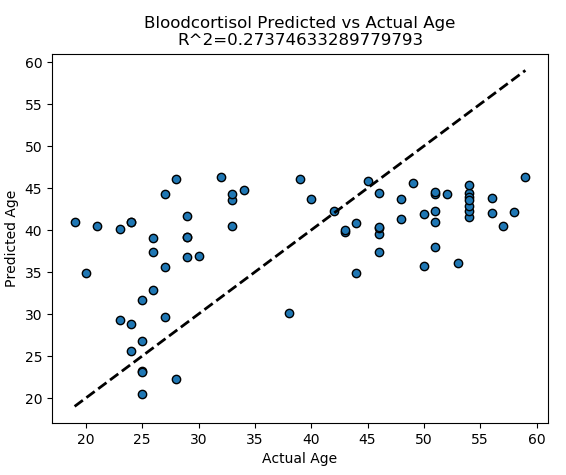 Bloodcortisol Predicted vs Actual Age
R^2=0.27374633289779793
60
55
50
45
40
35
30
25
20
Predicted Age
20 25 30 35 40 45 50 55 60
Actual Age